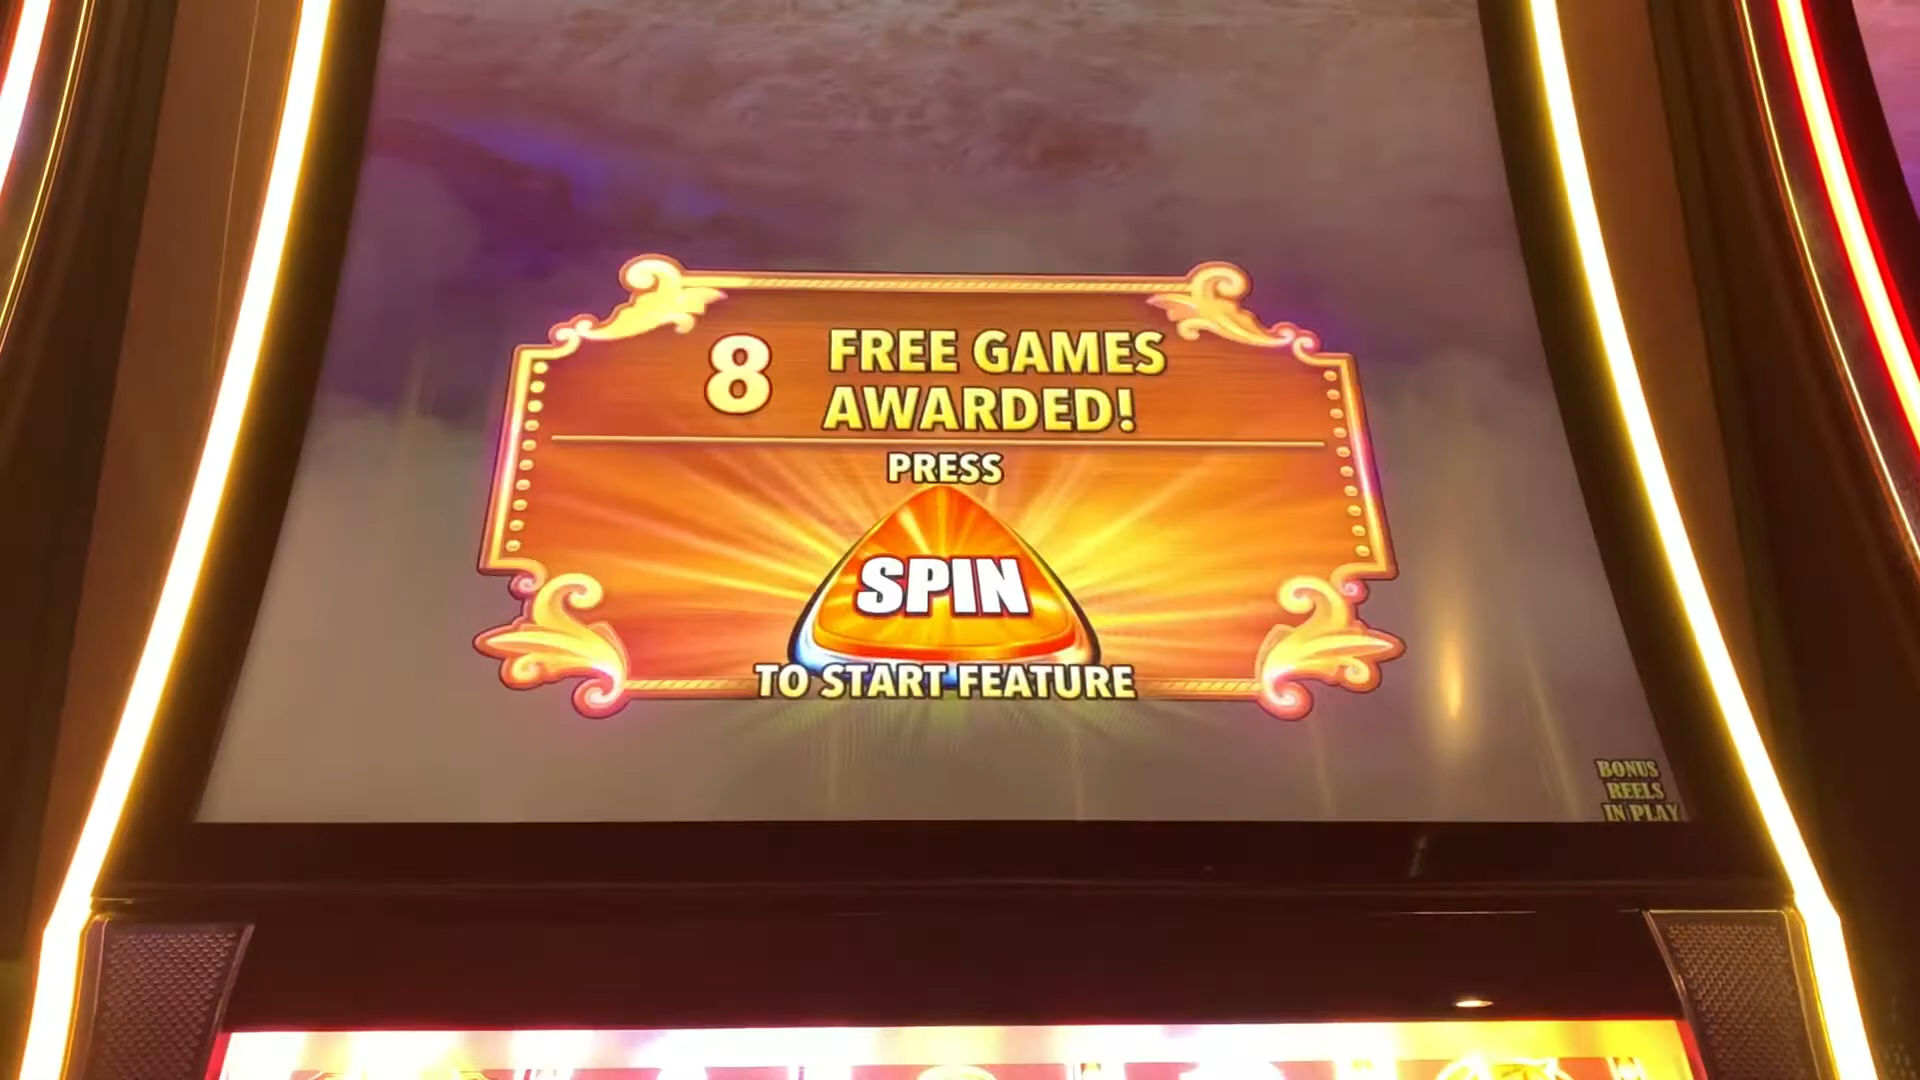 8 FREE GAMES
AWARDED!
PRESS
SPIN
TO START FEATURE
BONUS
REELS
IN PLAY